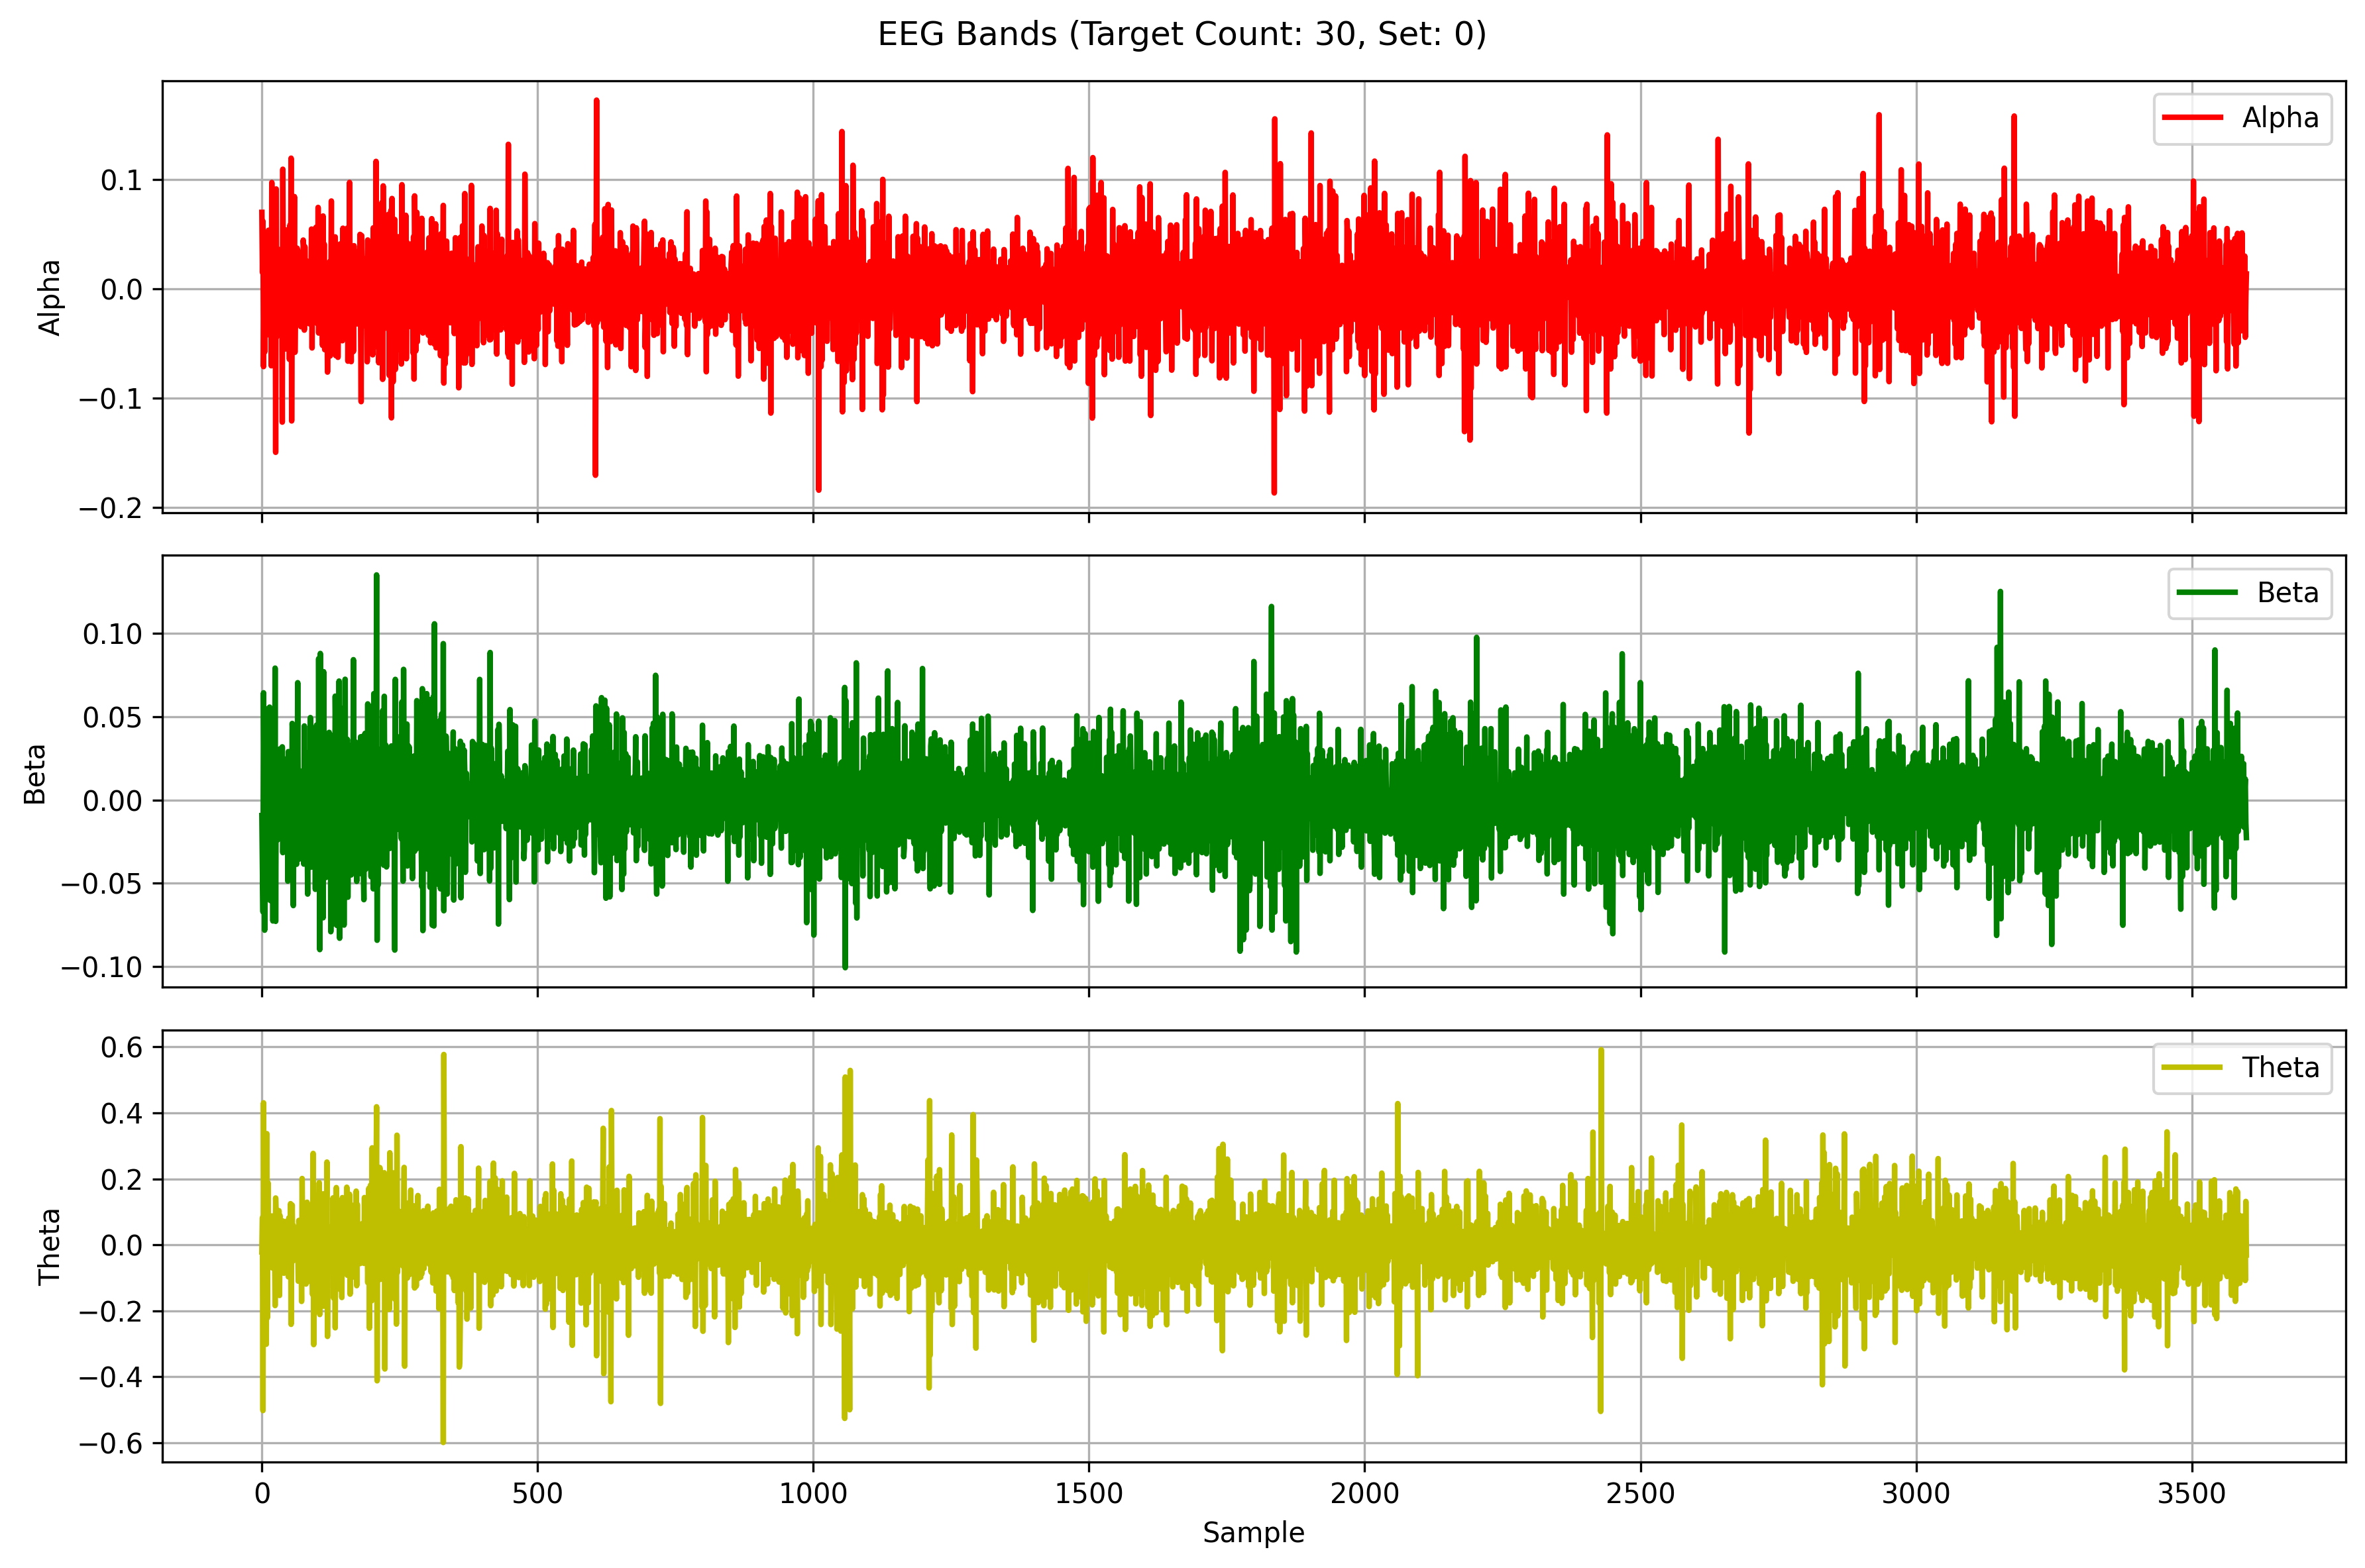 EEG Bands (Target Count: 30, Set: 0)
Alpha
0.1
0.0
−0.1
−0.2
Alpha
Beta
0.10
0.05
0.00
−0.05
−0.10
Beta
Theta
0.6
0.4
0.2
0.0
−0.2
−0.4
−0.6
Theta
0 500 1000 1500 2000 2500 3000 3500
Sample